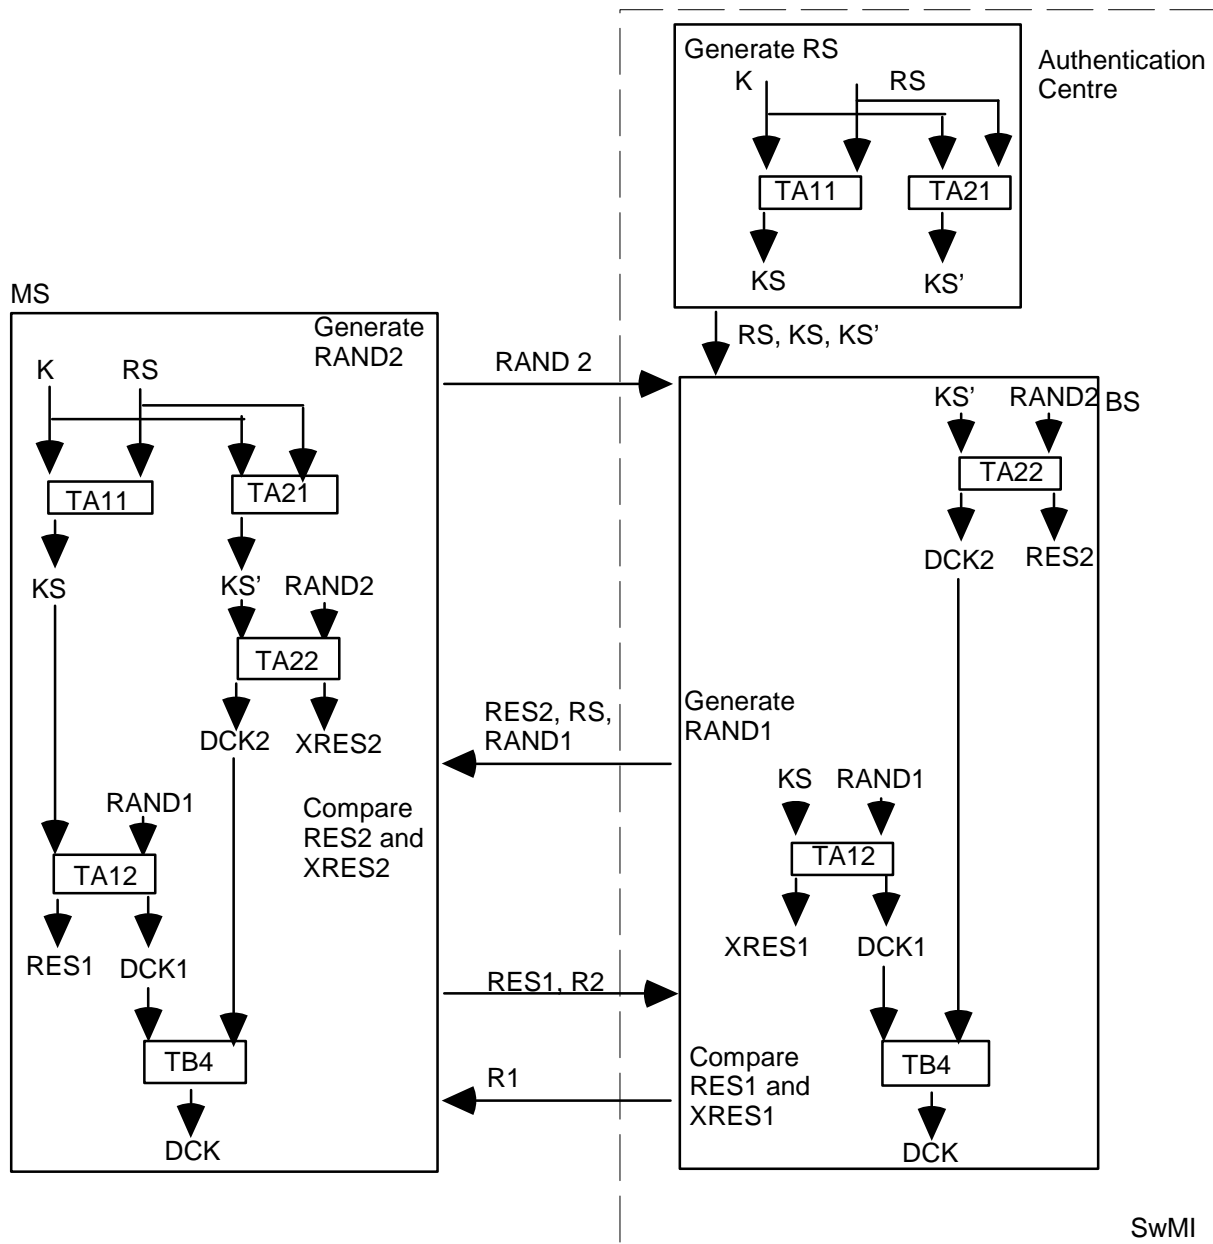 Generate RS
K
RS
Authentication
Centre
TA11
TA21
KS
KS’
RS, KS, KS’
MS
Generate
RAND2
K
RS
TA11
TA21
KS
KS’
RAND2
TA22
DCK2
XRES2
RAND1
Compare
RES2 and
XRES2
TA12
RES1
DCK1
TB4
DCK
RAND 2
RES2, RS,
RAND1
RES1, R2
R1
KS’
RAND2
BS
TA22
DCK2
RES2
Generate
RAND1
KS
RAND1
TA12
XRES1
DCK1
Compare
RES1 and
XRES1
TB4
DCK
SwMI